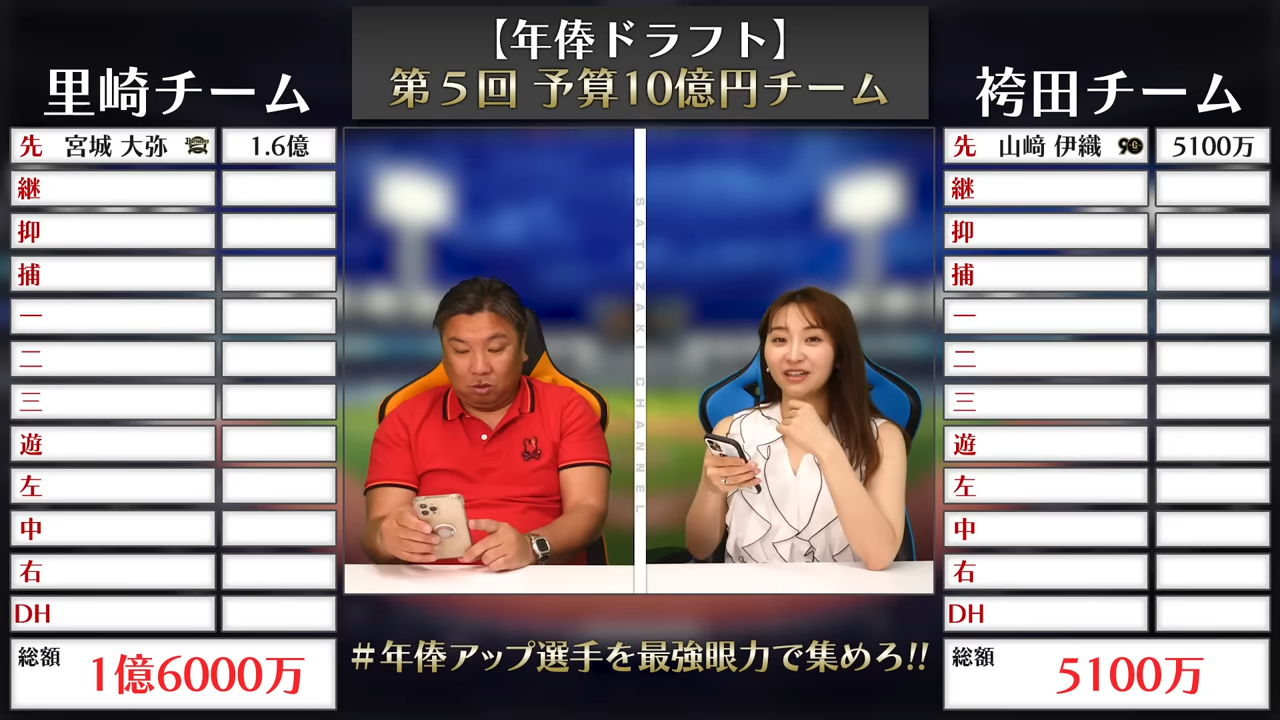 【年俸ドラフト】
第５回 予算10億円チーム
里崎チーム
先 宮城 大弥 1.6億
継
抑
捕
一
二
三
遊
左
中
右
DH
総額 1億6000万
SATOZAKI CHANNEL
袴田チーム
先 山﨑 伊織 5100万
継
抑
捕
一
二
三
遊
左
中
右
DH
総額 5100万
＃年俸アップ選手を最強眼力で集めろ!!